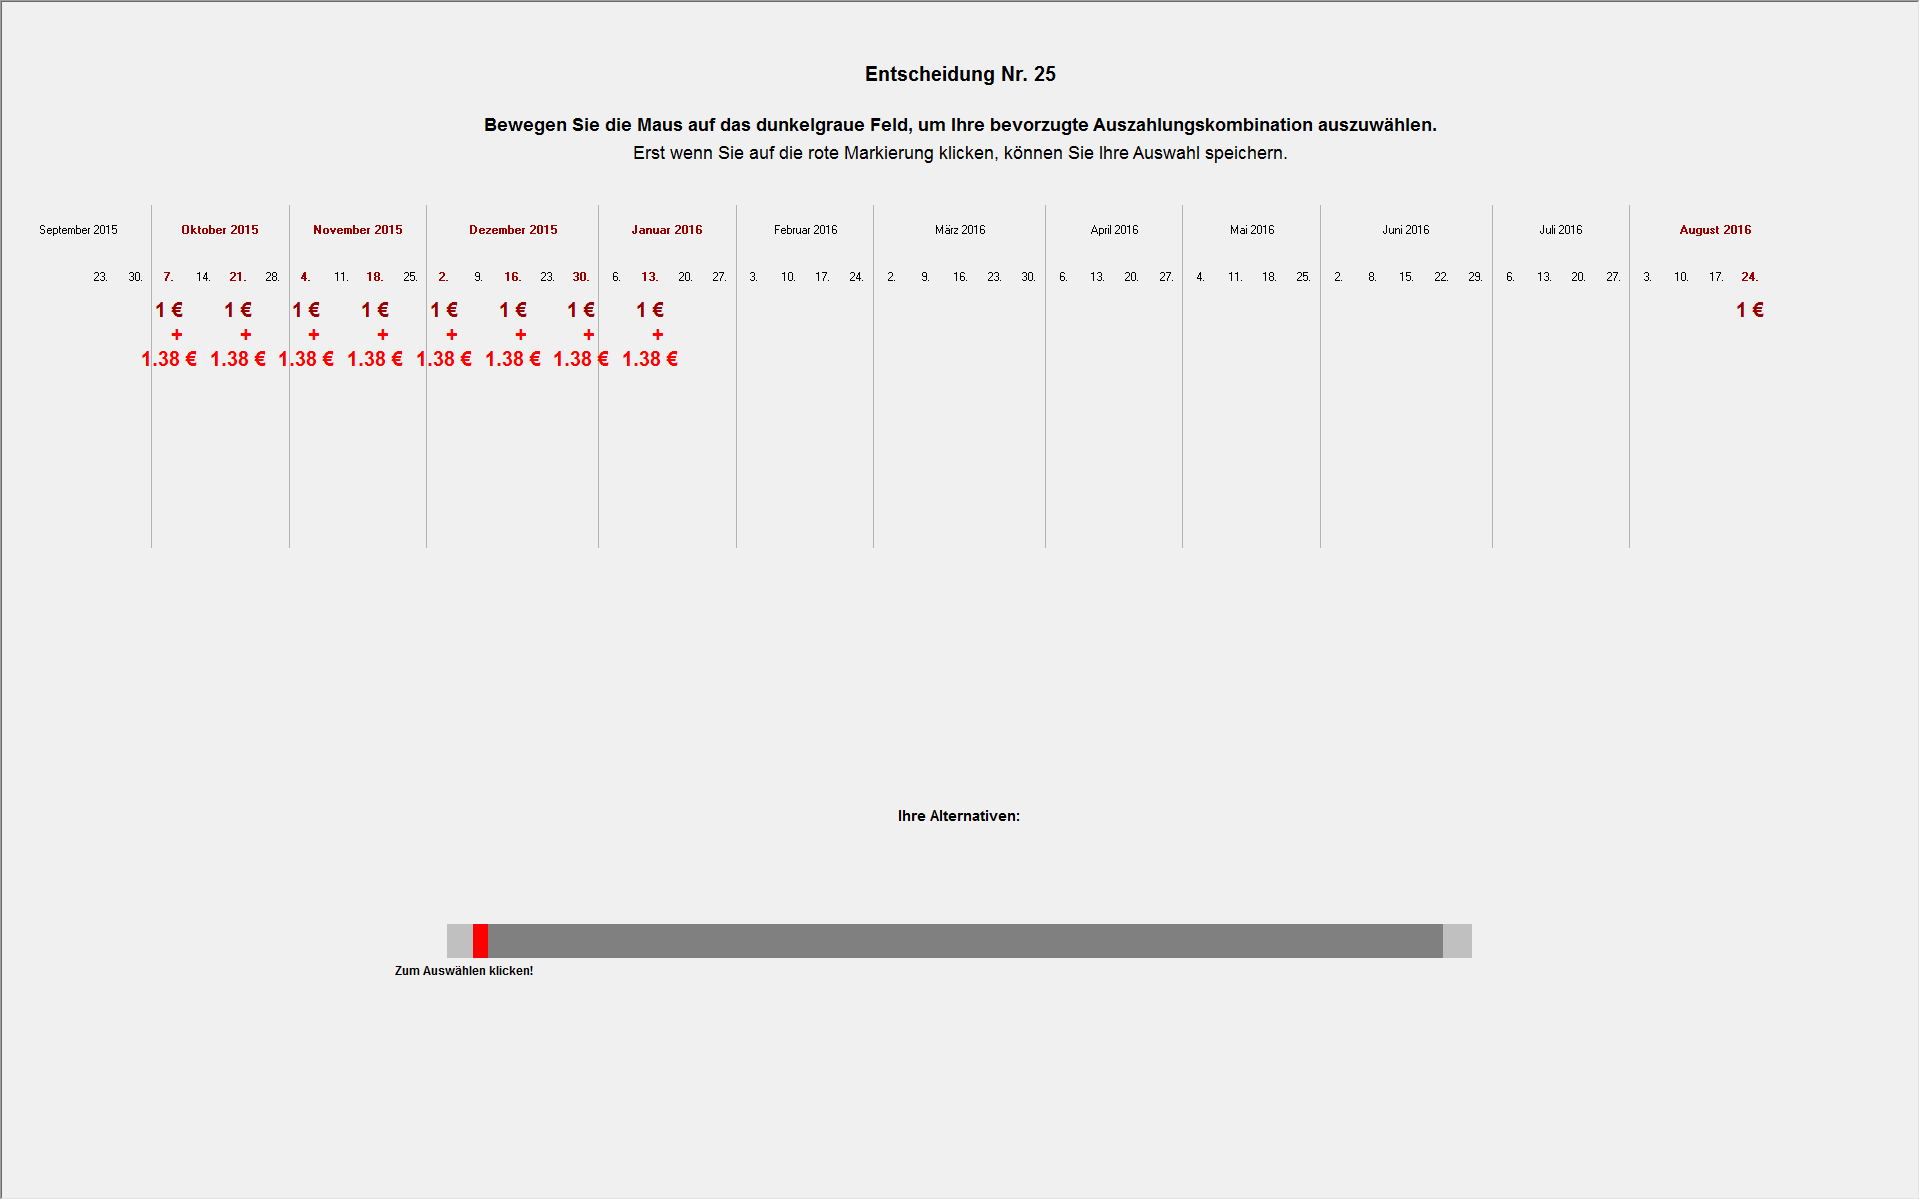 Entscheidung Nr. 25
Bewegen Sie die Maus auf das dunkelgraue Feld, um Ihre bevorzugte Auszahlungskombination auszuwählen.
Erst wenn Sie auf die rote Markierung klicken, können Sie Ihre Auswahl speichern.
September 2015 Oktober 2015 November 2015 Dezember 2015 Januar 2016 Februar 2016 März 2016 April 2016 Mai 2016 Juni 2016 Juli 2016 August 2016
23. 30. 7. 14. 21. 28. 4. 11. 18. 25. 2. 9. 16. 23. 30. 6. 13. 20. 27. 3. 10. 17. 24. 2. 9. 16. 23. 30. 6. 13. 20. 27. 4. 11. 18. 25. 2. 8. 15. 22. 29. 6. 13. 20. 27. 3. 10. 17. 24.
1 € 1 € 1 € 1 € 1 € 1 € 1 € 1 € 1 €
+ + + + + + + +
1.38 € 1.38 € 1.38 € 1.38 € 1.38 € 1.38 € 1.38 € 1.38 €
Ihre Alternativen:
Zum Auswählen klicken!